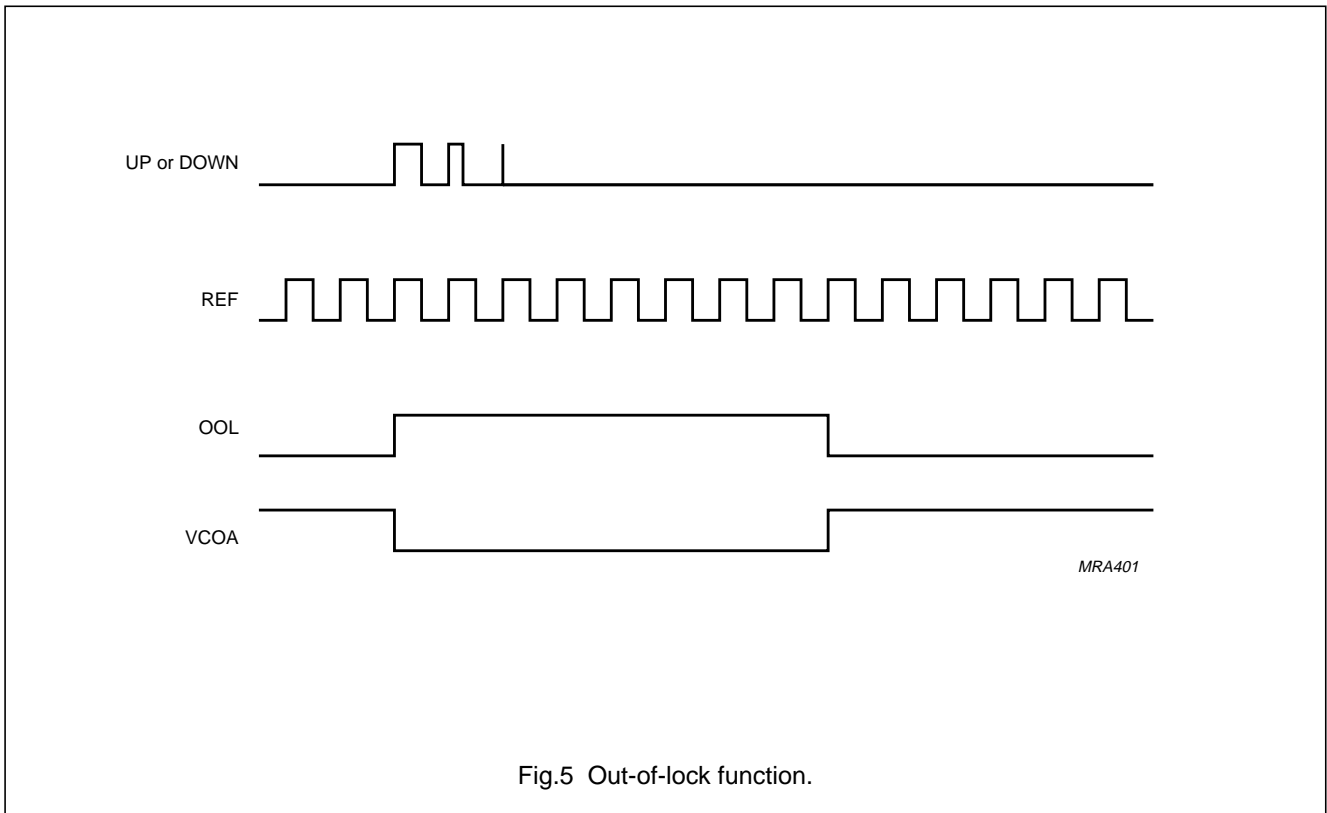 UP or DOWN
REF
OOL
VCOA
MRA401
Fig.5 Out-of-lock function.